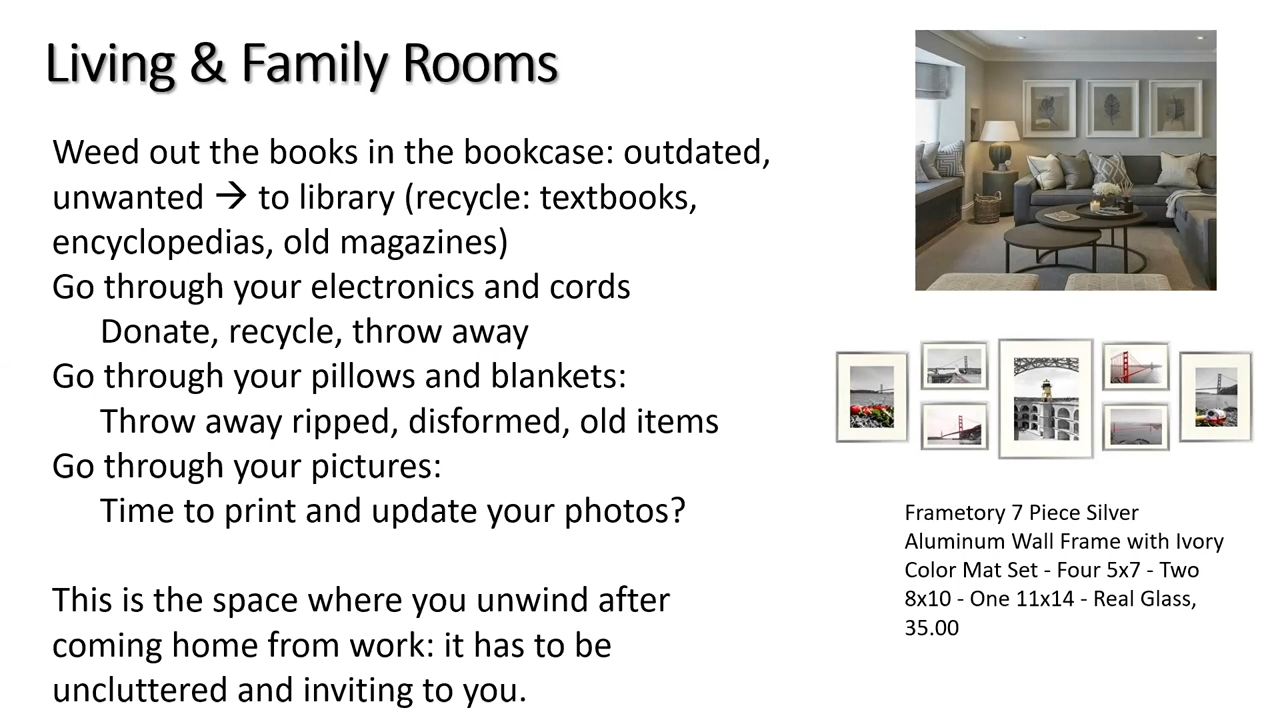 Living & Family Rooms
Weed out the books in the bookcase: outdated,
unwanted → to library (recycle: textbooks,
encyclopedias, old magazines)
Go through your electronics and cords
Donate, recycle, throw away
Go through your pillows and blankets:
Throw away ripped, disformed, old items
Go through your pictures:
Time to print and update your photos?
This is the space where you unwind after
coming home from work: it has to be
uncluttered and inviting to you.
Frametory 7 Piece Silver
Aluminum Wall Frame with Ivory
Color Mat Set - Four 5x7 - Two
8x10 - One 11x14 - Real Glass,
35.00